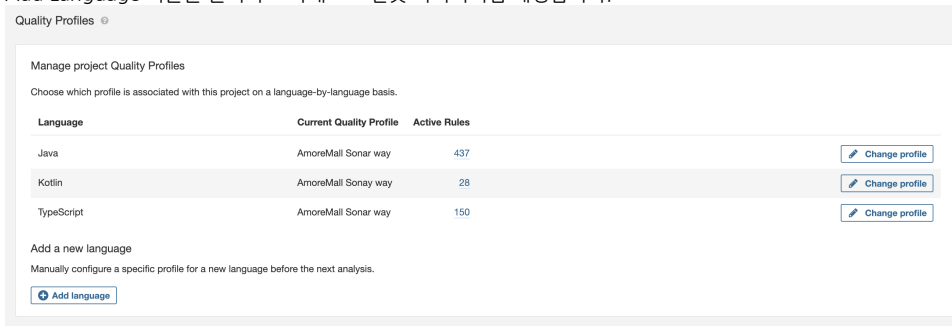 Quality Profiles
Manage project Quality Profiles
Choose which profile is associated with this project on a language-by-language basis.
Language Current Quality Profile Active Rules
Java AmoreMall Sonar way 437 Change profile
Kotlin AmoreMall Sonay way 28 Change profile
TypeScript AmoreMall Sonar way 150 Change profile
Add a new language
Manually configure a specific profile for a new language before the next analysis.
Add language